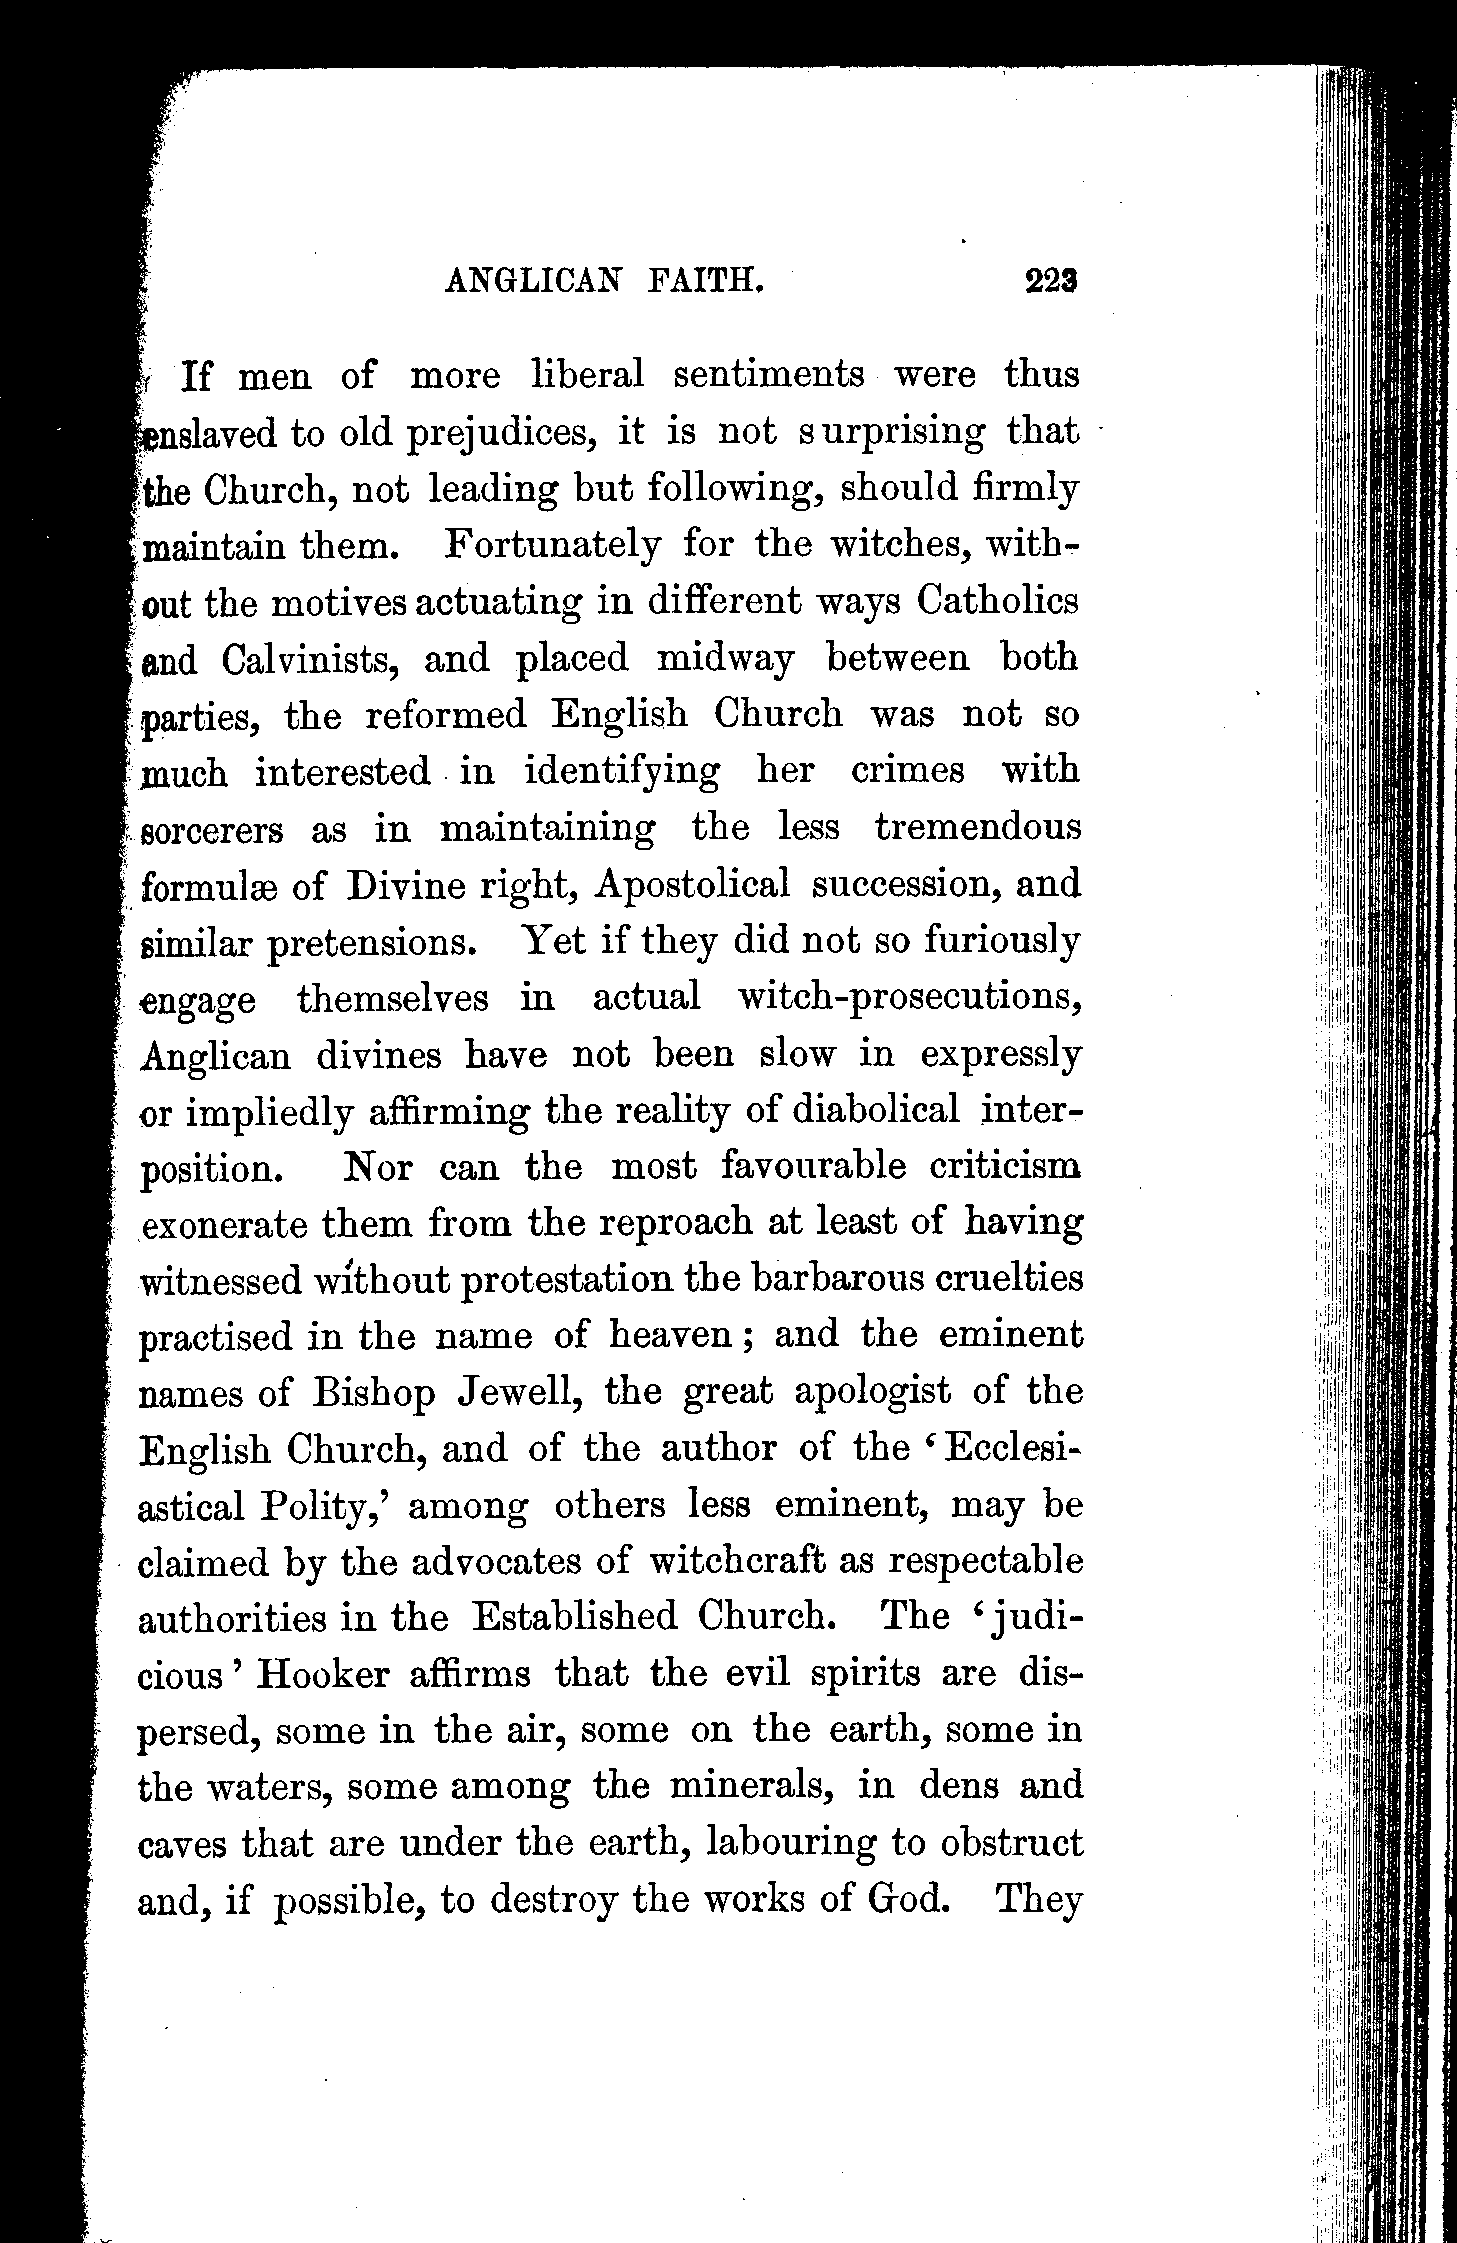 ANGLICAN FAITH. 223
If men of more liberal sentiments were thus
enslaved to old prejudices, it is not surprising that
the Church, not leading but following, should firmly
maintain them. Fortunately for the witches, with-
out the motives actuating in different ways Catholics
and Calvinists, and placed midway between both
parties, the reformed English Church was not so
much interested in identifying her crimes with
sorcerers as in maintaining the less tremendous
formulæ of Divine right, Apostolical succession, and
similar pretensions. Yet if they did not so furiously
engage themselves in actual witch-prosecutions,
Anglican divines have not been slow in expressly
or impliedly affirming the reality of diabolical inter-
position. Nor can the most favourable criticism
exonerate them from the reproach at least of having
witnessed without protestation the barbarous cruelties
practised in the name of heaven; and the eminent
names of Bishop Jewell, the great apologist of the
English Church, and of the author of the ‘Ecclesi-
astical Polity,’ among others less eminent, may be
claimed by the advocates of witchcraft as respectable
authorities in the Established Church. The ‘judi-
cious’ Hooker affirms that the evil spirits are dis-
persed, some in the air, some on the earth, some in
the waters, some among the minerals, in dens and
caves that are under the earth, labouring to obstruct
and, if possible, to destroy the works of God. They